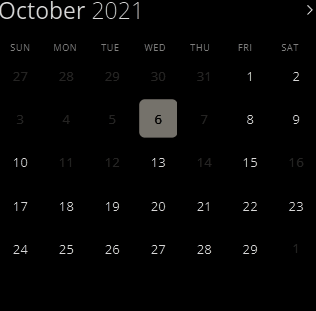 October 2021
SUN MON TUE WED THU FRI SAT
27 28 29 30 31 1 2
3 4 5 6 7 8 9
10 11 12 13 14 15 16
17 18 19 20 21 22 23
24 25 26 27 28 29 1